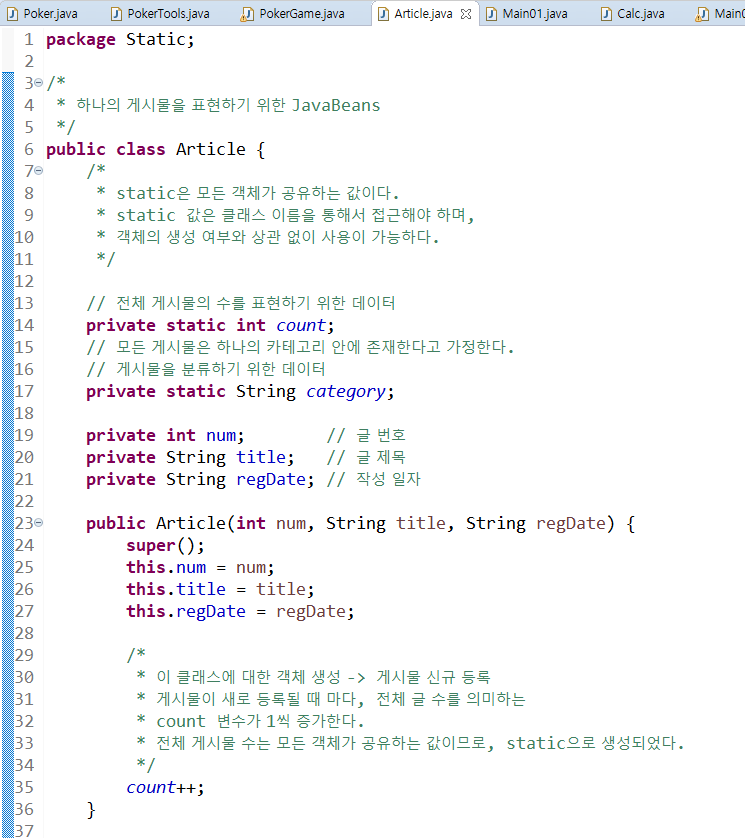 Poker.java PokerTools.java PokerGame.java Article.java Main01.java Calc.java Main0
1 package Static;
2
3 /*
4  * 하나의 게시물을 표현하기 위한 JavaBeans
5  */
6 public class Article {
7     /*
8      * static은 모든 객체가 공유하는 값이다.
9      * static 값은 클래스 이름을 통해서 접근해야 하며,
10      * 객체의 생성 여부와 상관 없이 사용이 가능하다.
11      */
12
13     // 전체 게시물의 수를 표현하기 위한 데이터
14     private static int count;
15     // 모든 게시물은 하나의 카테고리 안에 존재한다고 가정한다.
16     // 게시물을 분류하기 위한 데이터
17     private static String category;
18
19     private int num;        // 글 번호
20     private String title;   // 글 제목
21     private String regDate; // 작성 일자
22
23     public Article(int num, String title, String regDate) {
24         super();
25         this.num = num;
26         this.title = title;
27         this.regDate = regDate;
28
29         /*
30          * 이 클래스에 대한 객체 생성 -> 게시물 신규 등록
31          * 게시물이 새로 등록될 때 마다, 전체 글 수를 의미하는
32          * count 변수가 1씩 증가한다.
33          * 전체 게시물 수는 모든 객체가 공유하는 값이므로, static으로 생성되었다.
34          */
35         count++;
36     }
37